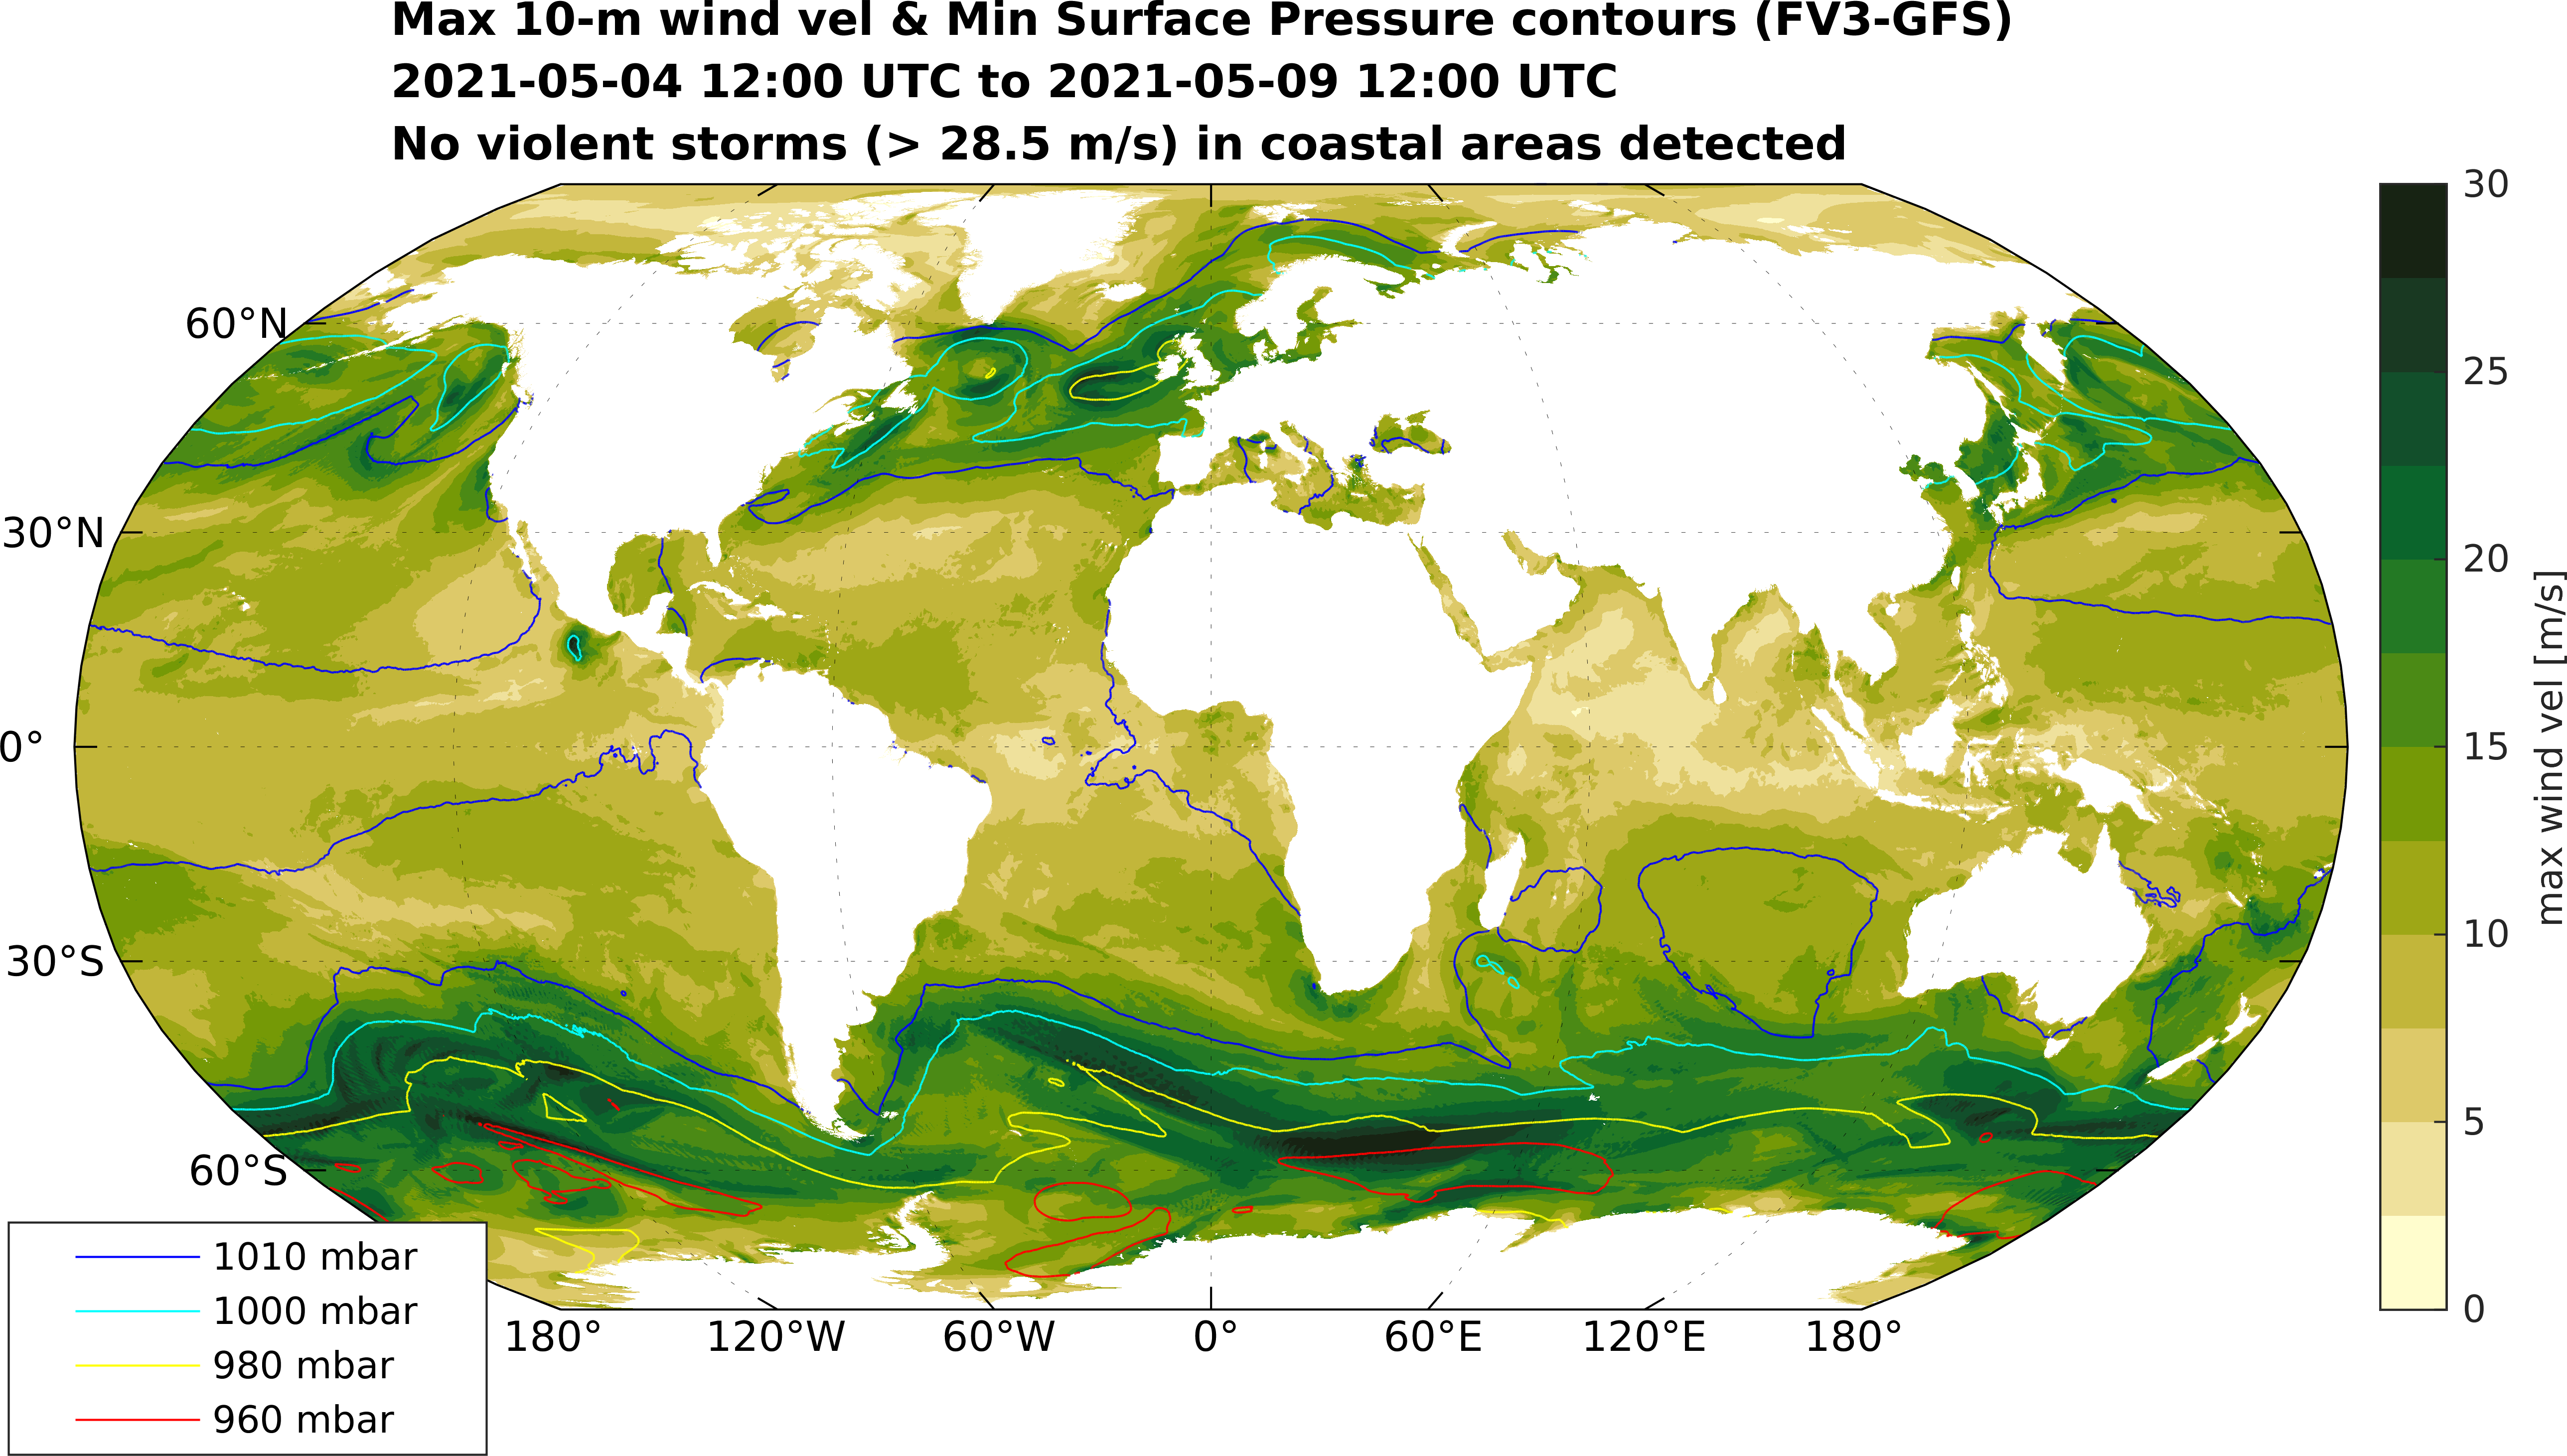 Max 10-m wind vel & Min Surface Pressure contours (FV3-GFS)
2021-05-04 12:00 UTC to 2021-05-09 12:00 UTC
No violent storms (> 28.5 m/s) in coastal areas detected
60°N
30°N
0°
30°S
60°S
180°
120°W
60°W
0°
60°E
120°E
180°
1010 mbar
1000 mbar
980 mbar
960 mbar
30
25
20
15
10
5
0
max wind vel [m/s]